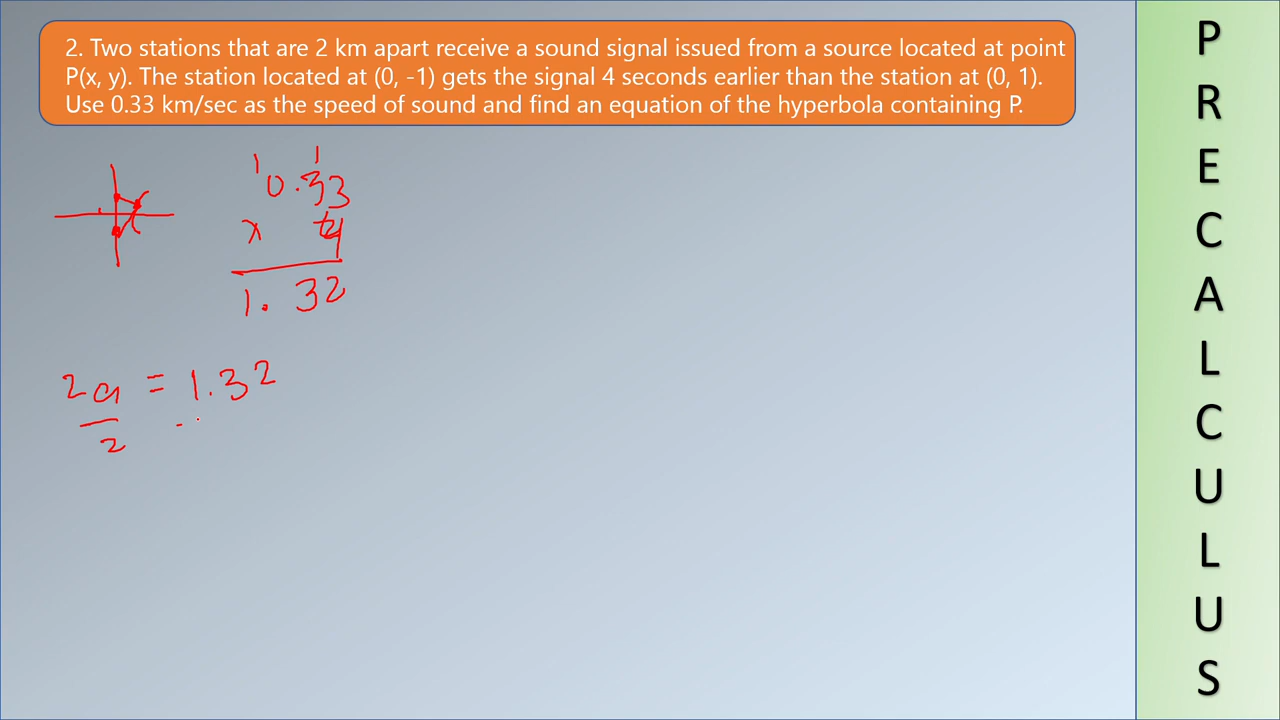 2. Two stations that are 2 km apart receive a sound signal issued from a source located at point
P(x, y). The station located at (0, -1) gets the signal 4 seconds earlier than the station at (0, 1).
Use 0.33 km/sec as the speed of sound and find an equation of the hyperbola containing P.
1 1
0.33
x 4
1.32
2a = 1.32
2
P
R
E
C
A
L
C
U
L
U
S